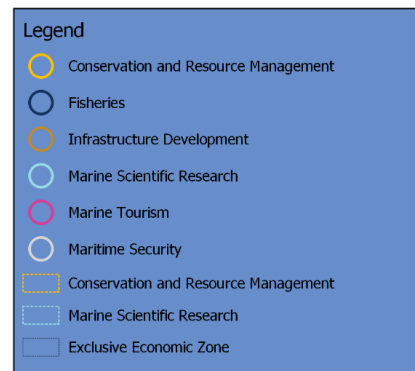 Legend
Conservation and Resource Management
Fisheries
Infrastructure Development
Marine Scientific Research
Marine Tourism
Maritime Security
Conservation and Resource Management
Marine Scientific Research
Exclusive Economic Zone